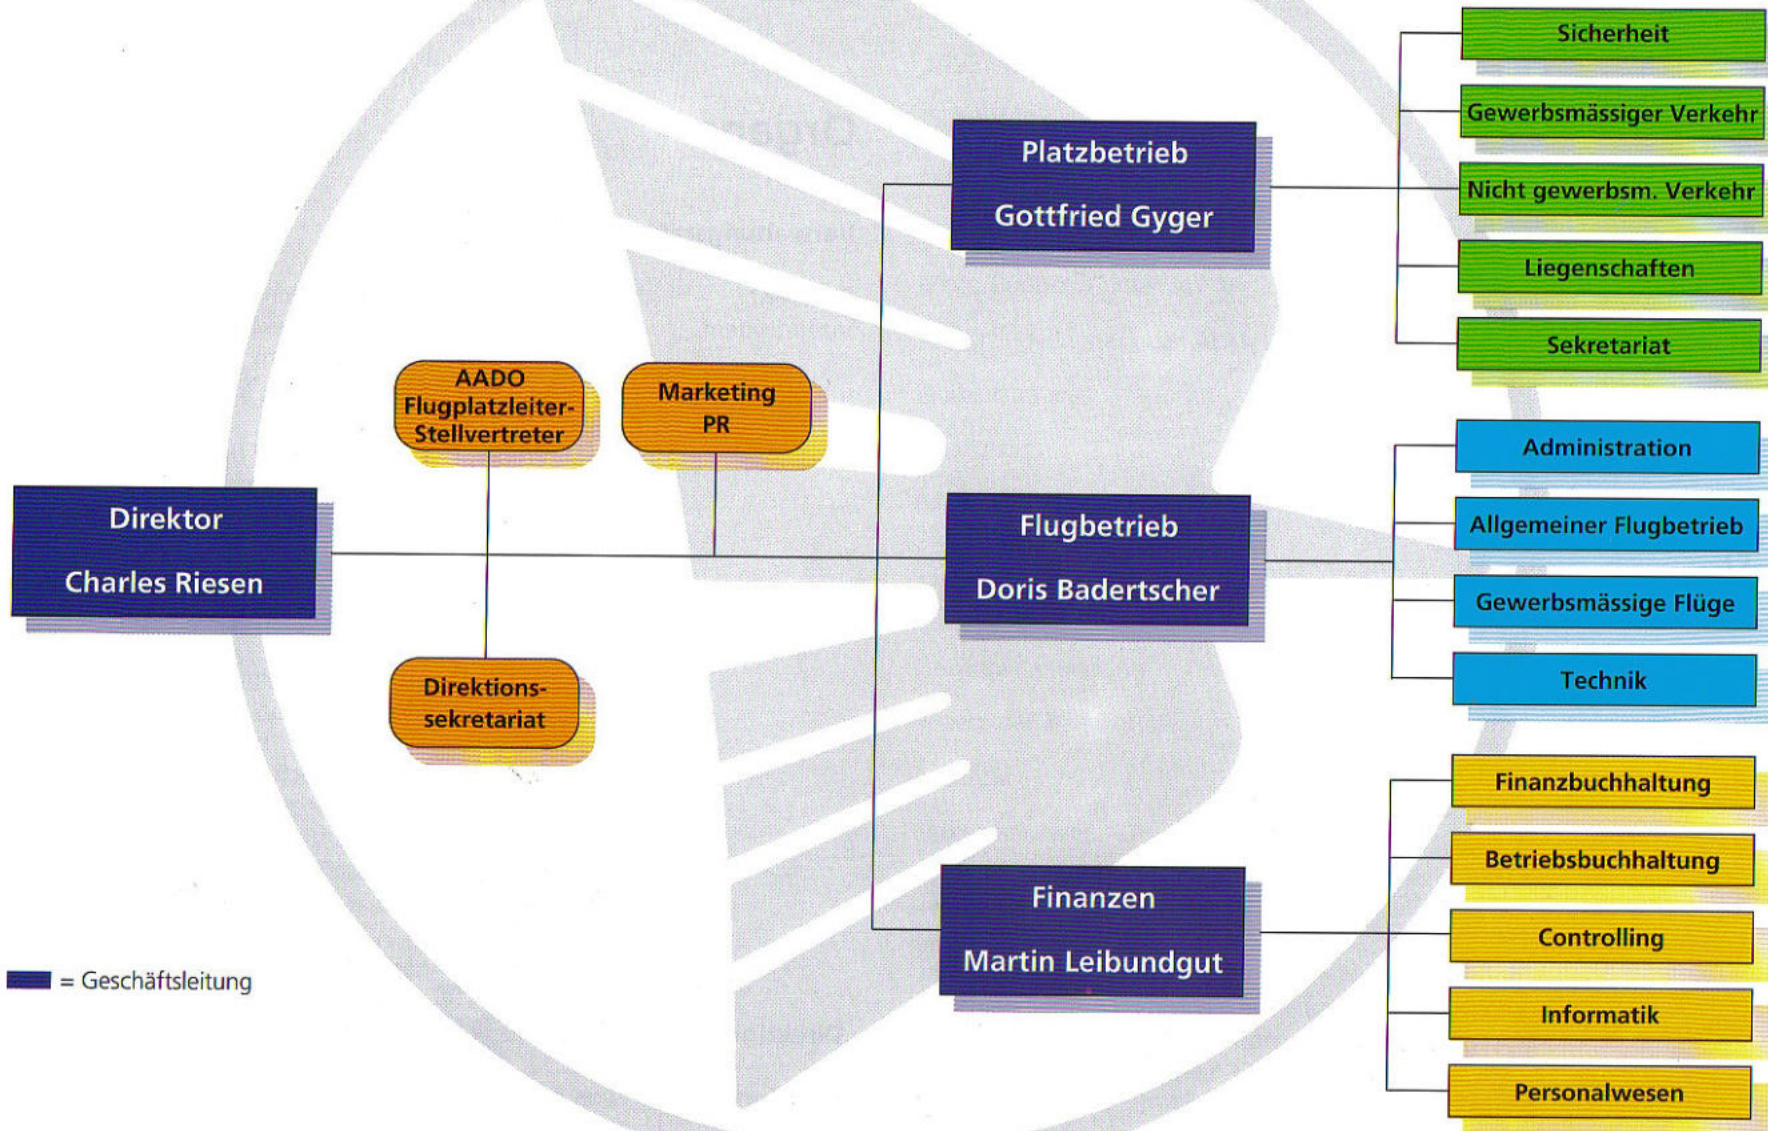 Direktor
Charles Riesen
AADO
Flugplatzleiter-
Stellvertreter
Marketing
PR
Direktions-
sekretariat
Platzbetrieb
Gottfried Gyger
Sicherheit
Gewerbsmässiger Verkehr
Nicht gewerbsm. Verkehr
Liegenschaften
Sekretariat
Flugbetrieb
Doris Badertscher
Administration
Allgemeiner Flugbetrieb
Gewerbsmässige Flüge
Technik
Finanzen
Martin Leibundgut
Finanzbuchhaltung
Betriebsbuchhaltung
Controlling
Informatik
Personalwesen
= Geschäftsleitung